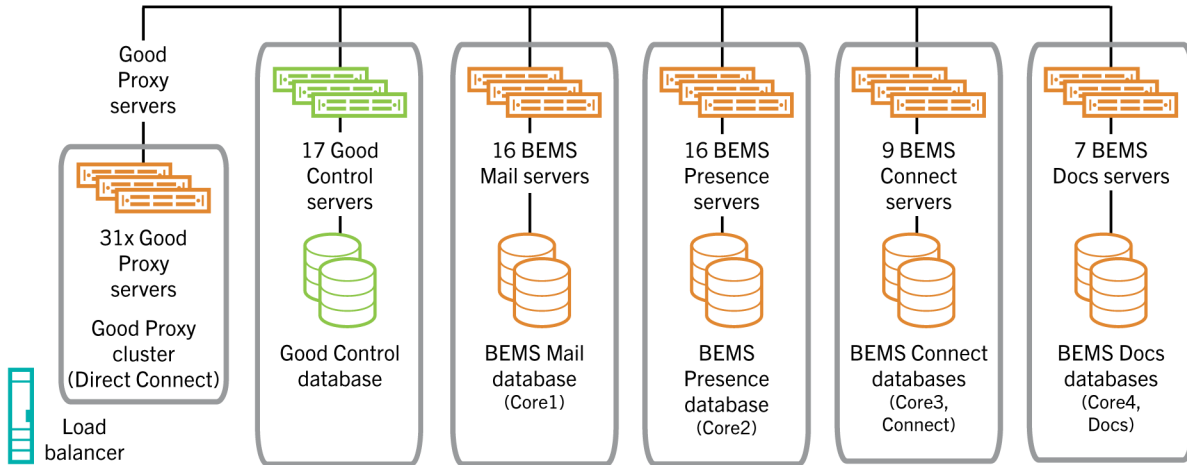 Good
Proxy
servers
31x Good
Proxy
servers
Good Proxy
cluster
(Direct Connect)
Load
balancer
17 Good
Control
servers
Good Control
database
16 BEMS
Mail servers
BEMS Mail
database
(Core1)
16 BEMS
Presence
servers
BEMS
Presence
database
(Core2)
9 BEMS
Connect
servers
BEMS Connect
databases
(Core3,
Connect)
7 BEMS
Docs servers
BEMS Docs
databases
(Core4,
Docs)